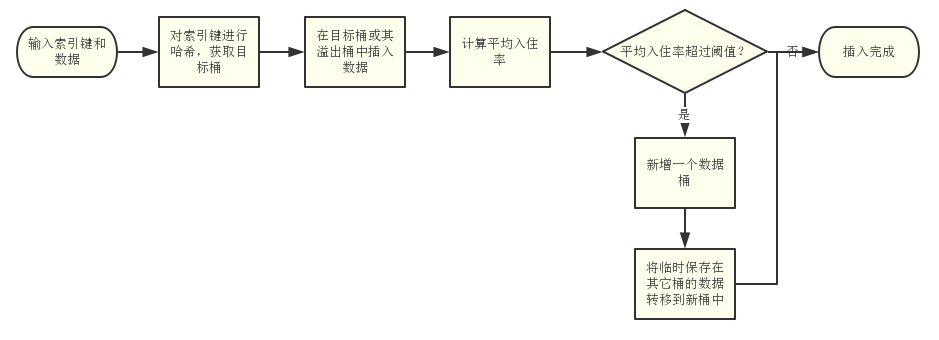 输入索引键和
数据
对索引键进行
哈希，获取目
标桶
在目标桶或其
溢出桶中插入
数据
计算平均入住
率
平均入住率超过阈值？
否
插入完成
是
新增一个数据
桶
将临时保存在
其它桶的数据
转移到新桶中